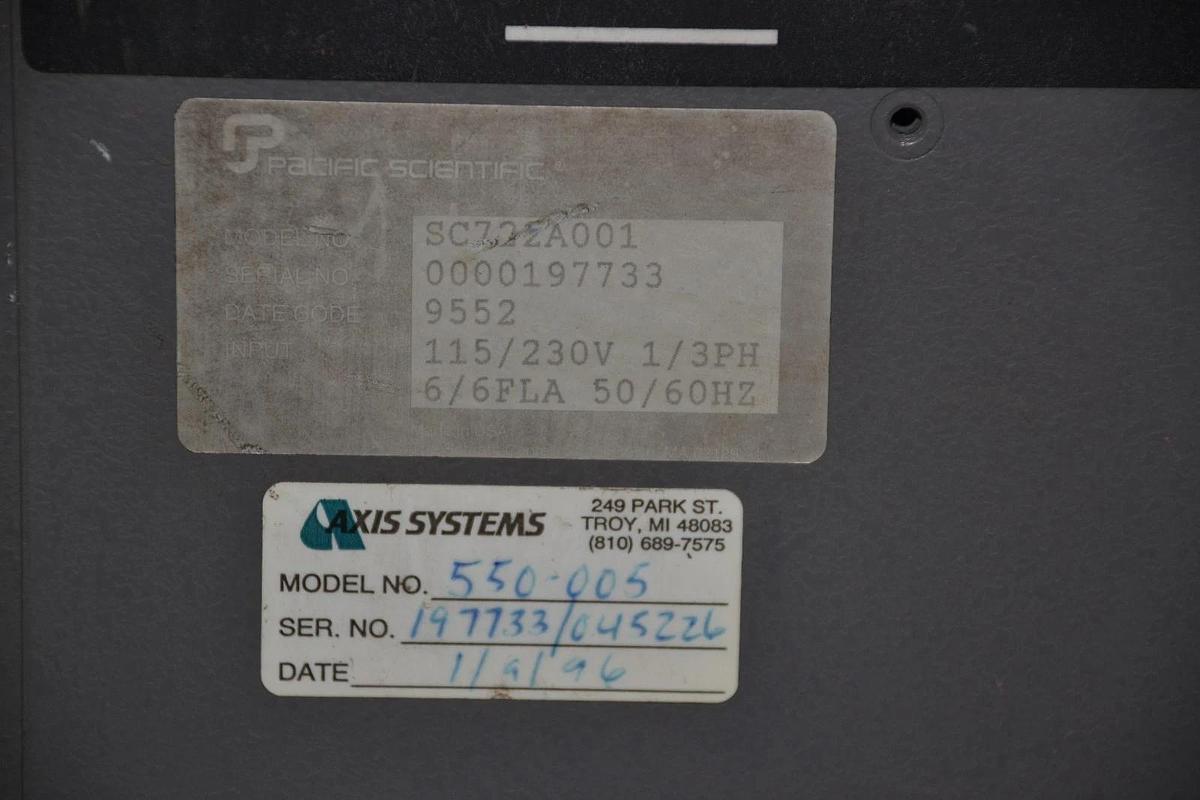 PACIFIC SCIENTIFIC
MODEL NO. SC722A001
SERIAL NO. 0000197733
DATE CODE 9552
INPUT 115/230V 1/3PH
6/6FLA 50/60HZ
AXIS SYSTEMS
249 PARK ST.
TROY, MI 48083
(810) 689-7575
MODEL NO. 550-005
SER. NO. 197733/045226
DATE 1/9/96